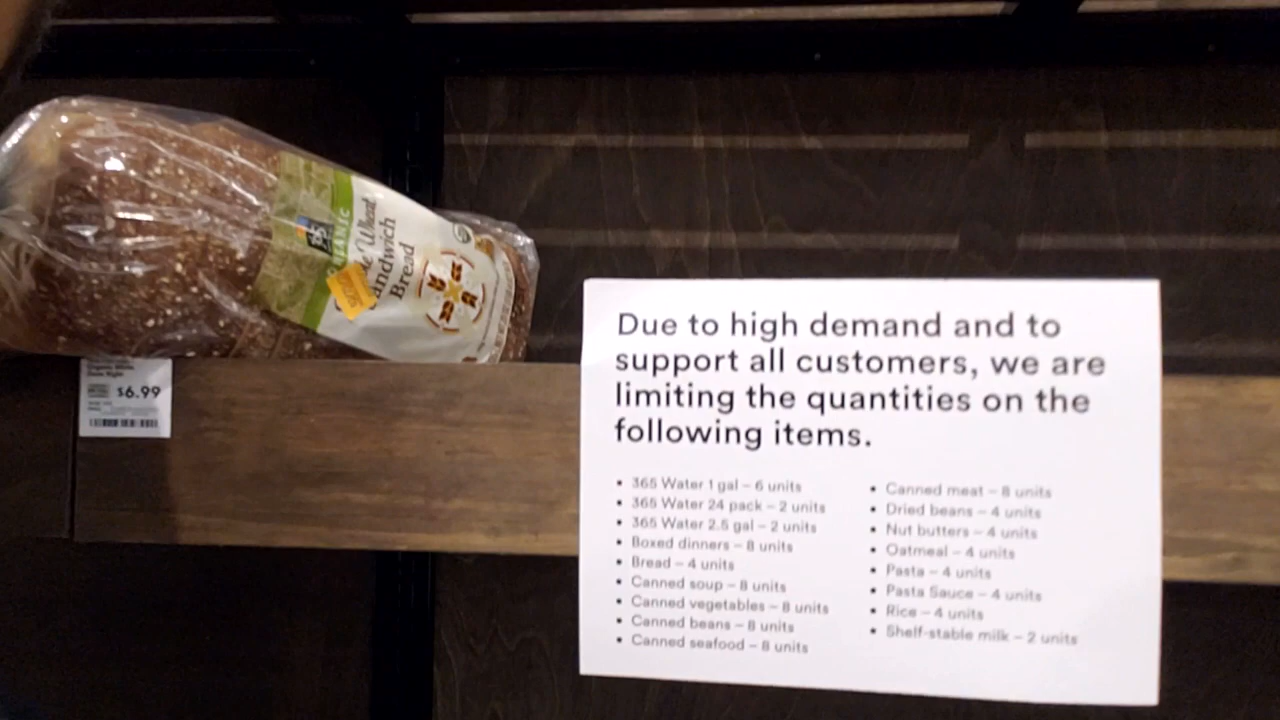 365
ORGANIC
Wheat
Sandwich
Bread
$6.99
Due to high demand and to
support all customers, we are
limiting the quantities on the
following items.
• 365 Water 1 gal – 6 units
• 365 Water 24 pack – 2 units
• 365 Water 2.5 gal – 2 units
• Boxed dinners – 8 units
• Bread – 4 units
• Canned soup – 8 units
• Canned vegetables – 8 units
• Canned beans – 8 units
• Canned seafood – 8 units
• Canned meat – 8 units
• Dried beans – 4 units
• Nut butters – 4 units
• Oatmeal – 4 units
• Pasta – 4 units
• Pasta Sauce – 4 units
• Rice – 4 units
• Shelf-stable milk – 2 units